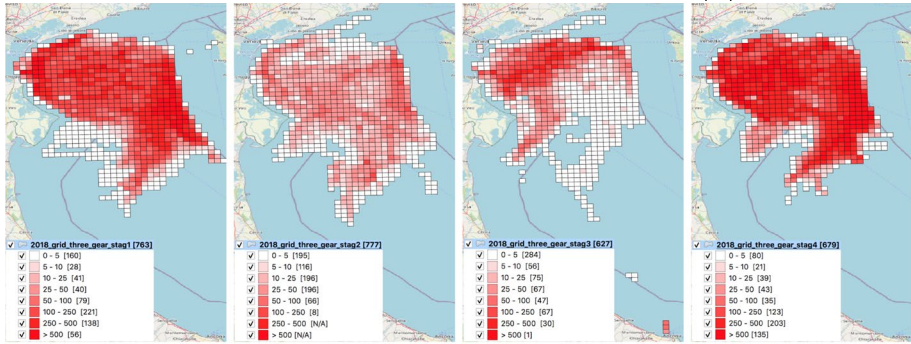 2018_grid_three_gear_stag1 [763]
0 - 5 [160]
5 - 10 [28]
10 - 25 [41]
25 - 50 [40]
50 - 100 [79]
100 - 250 [221]
250 - 500 [138]
> 500 [56]
2018_grid_three_gear_stag2 [777]
0 - 5 [195]
5 - 10 [116]
10 - 25 [196]
25 - 50 [196]
50 - 100 [66]
100 - 250 [8]
250 - 500 [N/A]
> 500 [N/A]
2018_grid_three_gear_stag3 [627]
0 - 5 [284]
5 - 10 [56]
10 - 25 [75]
25 - 50 [67]
50 - 100 [47]
100 - 250 [67]
250 - 500 [30]
> 500 [1]
2018_grid_three_gear_stag4 [679]
0 - 5 [80]
5 - 10 [21]
10 - 25 [39]
25 - 50 [43]
50 - 100 [35]
100 - 250 [123]
250 - 500 [203]
> 500 [135]